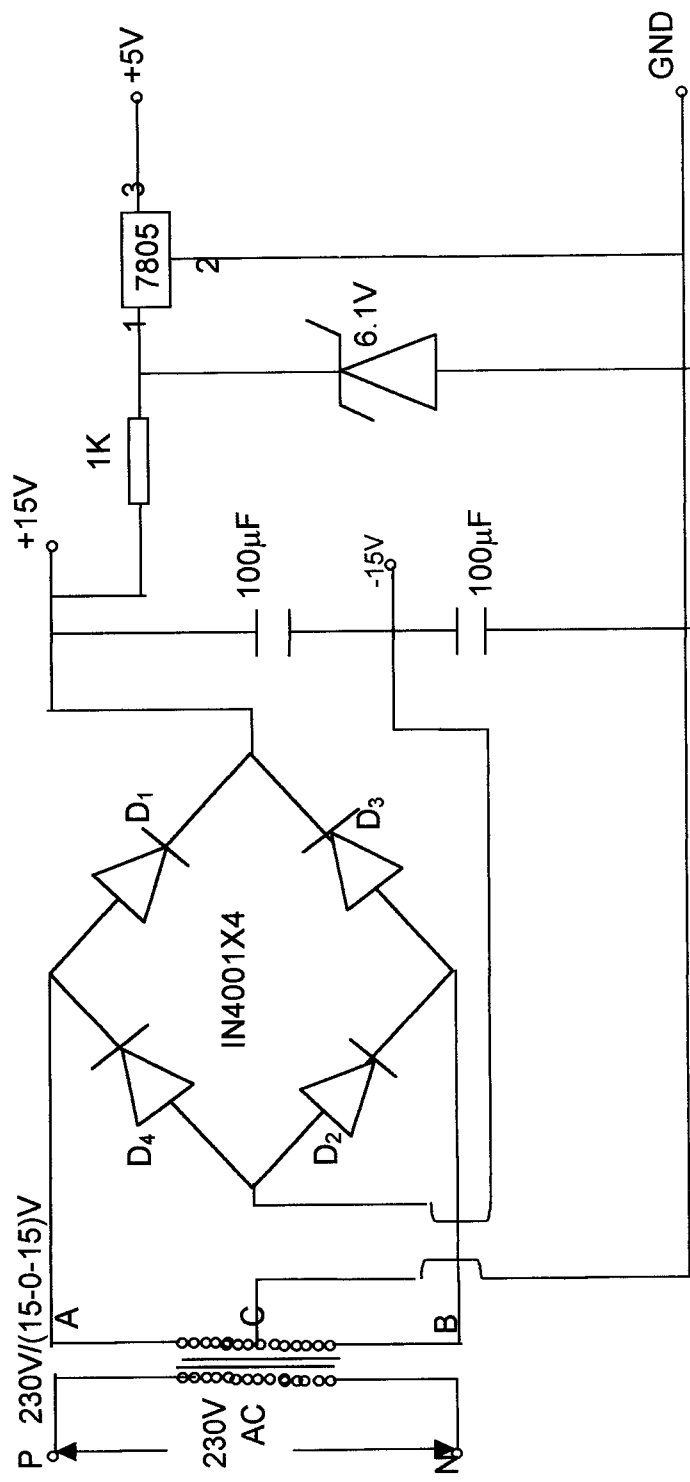 P 230V/(15-0-15)V
A
C
B
230V
AC
N
D₄
D₁
IN4001X4
D₂
D₃
+15V
1K
100µF
-15V
100µF
1
7805
3
2
6.1V
+5V
GND